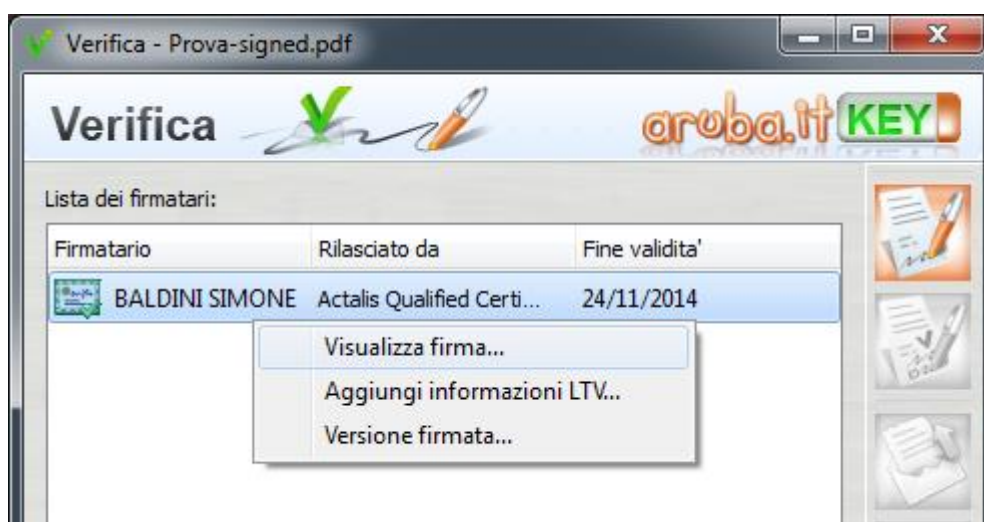 Verifica - Prova-signed.pdf
Verifica
aruba.it KEY
Lista dei firmatari:
Firmatario Rilasciato da Fine validita'
BALDINI SIMONE Actalis Qualified Certi... 24/11/2014
Visualizza firma...
Aggiungi informazioni LTV...
Versione firmata...